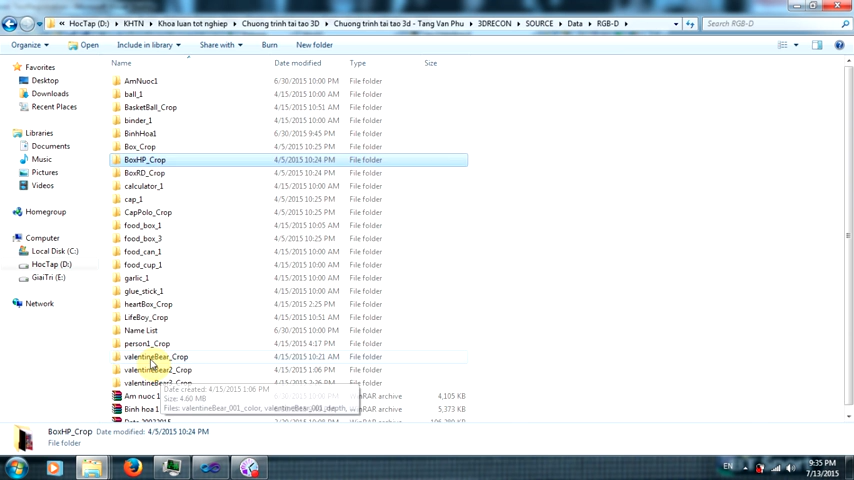 « HocTap (D:) ▸ KHTN ▸ Khoa luan tot nghiep ▸ Chuong trinh tai tao 3D ▸ Chuong trinh tai tao 3d - Tang Van Phu ▸ 3DRECON ▸ SOURCE ▸ Data ▸ RGB-D ▸ Search RGB-D
Organize Open Include in library Share with Burn New folder
Name Date modified Type Size
Favorites
Desktop
Downloads
Recent Places
Libraries
Documents
Music
Pictures
Videos
Homegroup
Computer
Local Disk (C:)
HocTap (D:)
GiaiTri (E:)
Network
AmNuoc1 6/30/2015 10:00 PM File folder
ball_1 4/15/2015 10:00 AM File folder
BasketBall_Crop 4/15/2015 10:51 AM File folder
binder_1 4/15/2015 10:00 AM File folder
BinhHoa1 6/30/2015 9:45 PM File folder
Box_Crop 4/5/2015 10:25 PM File folder
BoxHP_Crop 4/5/2015 10:24 PM File folder
BoxRD_Crop 4/5/2015 10:24 PM File folder
calculator_1 4/15/2015 10:00 AM File folder
cap_1 4/15/2015 10:00 AM File folder
CapPolo_Crop 4/5/2015 10:25 PM File folder
food_box_1 4/15/2015 10:05 AM File folder
food_box_3 4/5/2015 10:25 PM File folder
food_can_1 4/15/2015 10:00 AM File folder
food_cup_1 4/15/2015 10:00 AM File folder
garlic_1 4/15/2015 10:00 AM File folder
glue_stick_1 4/15/2015 10:00 AM File folder
heartBox_Crop 4/15/2015 2:25 PM File folder
LifeBoy_Crop 4/15/2015 10:51 AM File folder
Name List 6/30/2015 10:00 PM File folder
person1_Crop 4/15/2015 4:17 PM File folder
valentineBear_Crop 4/15/2015 10:21 AM File folder
valentineBear2_Crop 4/15/2015 1:06 PM File folder
valentineBear3_Crop 4/15/2015 2:26 PM File folder
Date created: 4/15/2015 1:06 PM
Size: 4.60 MB
Files: valentineBear_001_color, valentineBear_001_depth, ...
Am nuoc 1 WinRAR archive 4,105 KB
Binh hoa 1 WinRAR archive 5,373 KB
BoxHP_Crop Date modified: 4/5/2015 10:24 PM
File folder
EN 9:35 PM
7/13/2015